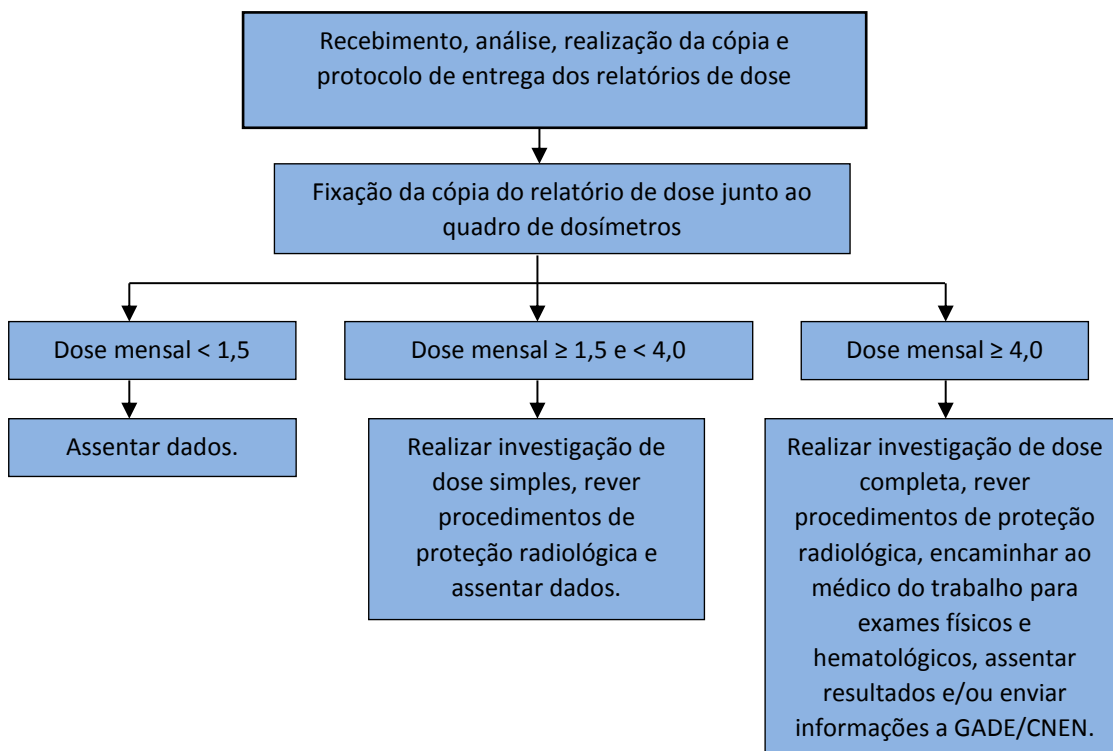 Recebimento, análise, realização da cópia e
protocolo de entrega dos relatórios de dose
Fixação da cópia do relatório de dose junto ao
quadro de dosímetros
Dose mensal < 1,5
Dose mensal ≥ 1,5 e < 4,0
Dose mensal ≥ 4,0
Assentar dados.
Realizar investigação de
dose simples, rever
procedimentos de
proteção radiológica e
assentar dados.
Realizar investigação de dose
completa, rever
procedimentos de proteção
radiológica, encaminhar ao
médico do trabalho para
exames físicos e
hematológicos, assentar
resultados e/ou enviar
informações a GADE/CNEN.